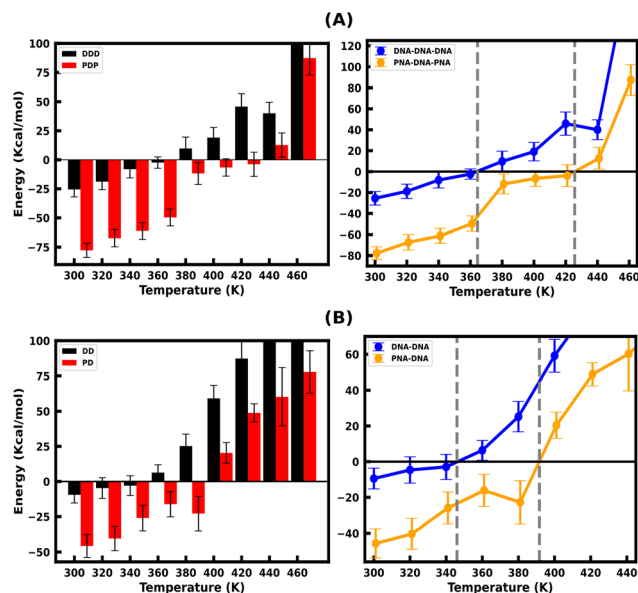 (A)
Energy (Kcal/mol)
100
75
50
25
0
−25
−50
−75
DDD
PDP
300 320 340 360 380 400 420 440 460
Temperature (K)
120
100
80
60
40
20
0
−20
−40
−60
−80
DNA-DNA-DNA
PNA-DNA-PNA
300 320 340 360 380 400 420 440 460
Temperature (K)
(B)
Energy (Kcal/mol)
100
75
50
25
0
−25
−50
DD
PD
300 320 340 360 380 400 420 440 460
Temperature (K)
60
40
20
0
−20
−40
DNA-DNA
PNA-DNA
300 320 340 360 380 400 420 440
Temperature (K)